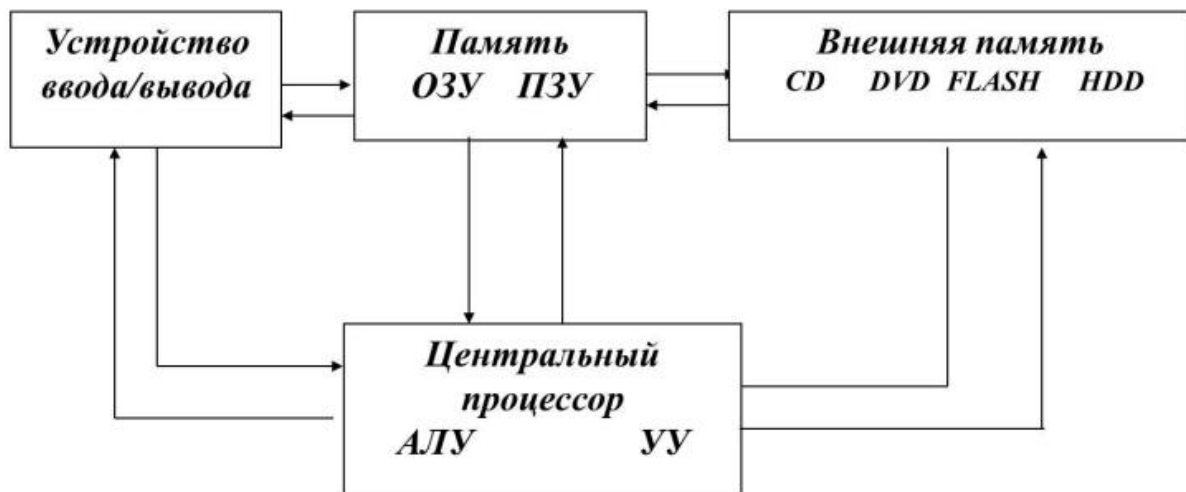 Устройство
ввода/вывода
Память
ОЗУ ПЗУ
Внешняя память
CD DVD FLASH HDD
Центральный
процессор
АЛУ УУ